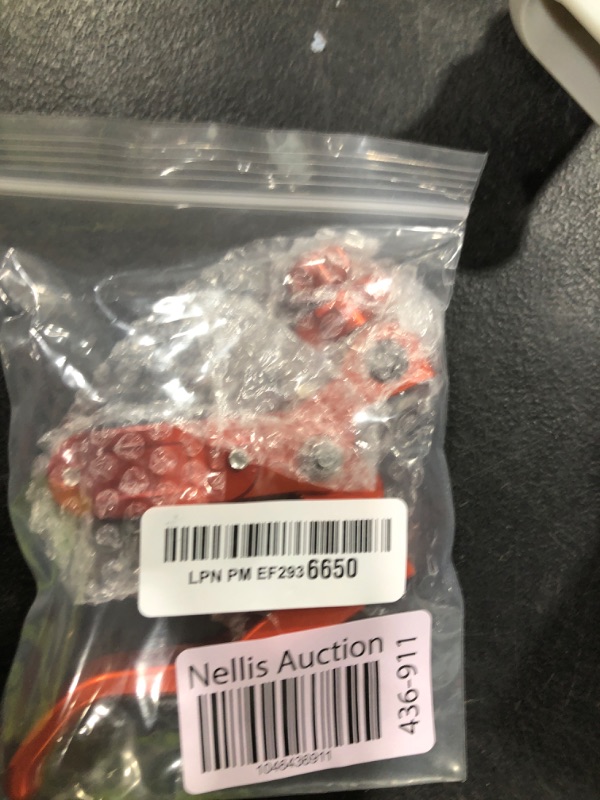 LPN PM EF293 6650
Nellis Auction
436-911
1046436911